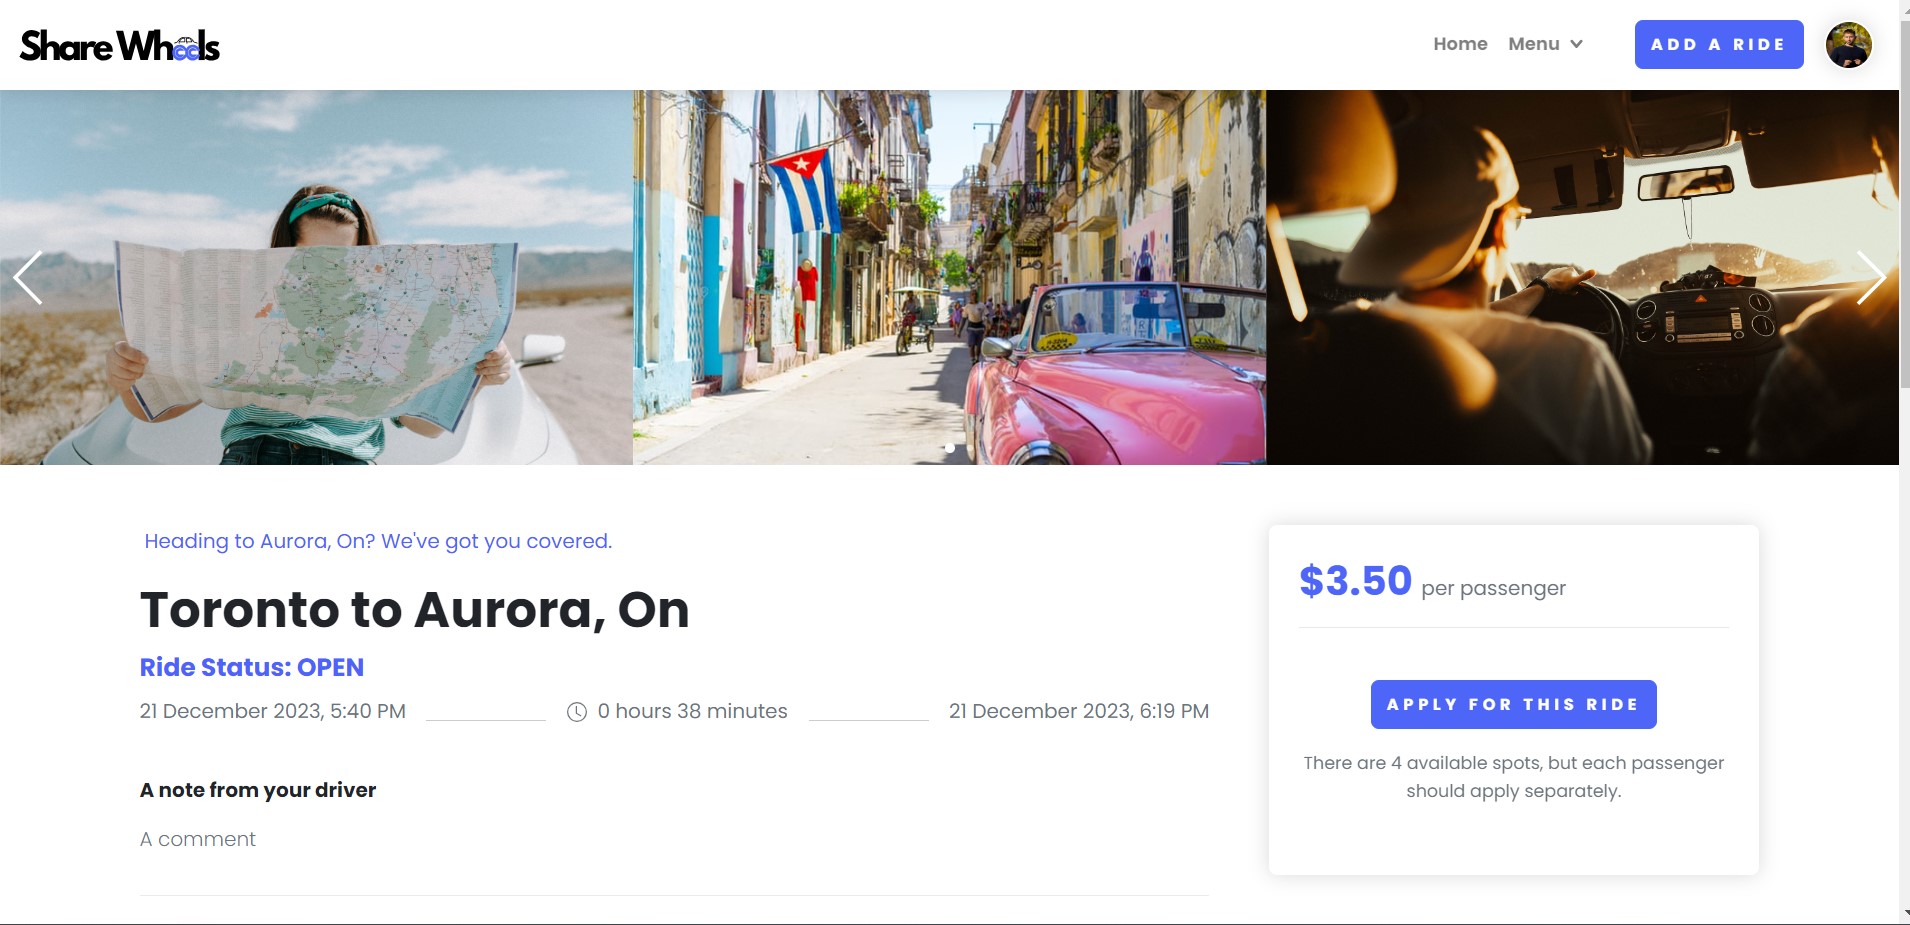 Share Wheels
Home Menu ADD A RIDE
Heading to Aurora, On? We've got you covered.
Toronto to Aurora, On
Ride Status: OPEN
21 December 2023, 5:40 PM 0 hours 38 minutes 21 December 2023, 6:19 PM
A note from your driver
A comment
$3.50 per passenger
APPLY FOR THIS RIDE
There are 4 available spots, but each passenger
should apply separately.